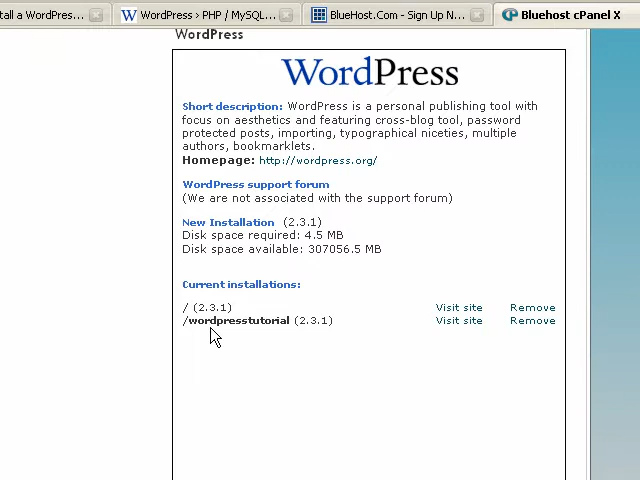 tall a WordPress...
WordPress › PHP / MySQL...
BlueHost.Com - Sign Up N...
Bluehost cPanel X
WordPress
WordPress
Short description: WordPress is a personal publishing tool with
focus on aesthetics and featuring cross-blog tool, password
protected posts, importing, typographical niceties, multiple
authors, bookmarklets.
Homepage: http://wordpress.org/
WordPress support forum
(We are not associated with the support forum)
New Installation (2.3.1)
Disk space required: 4.5 MB
Disk space available: 307056.5 MB
Current installations:
/ (2.3.1) Visit site Remove
/wordpresstutorial (2.3.1) Visit site Remove